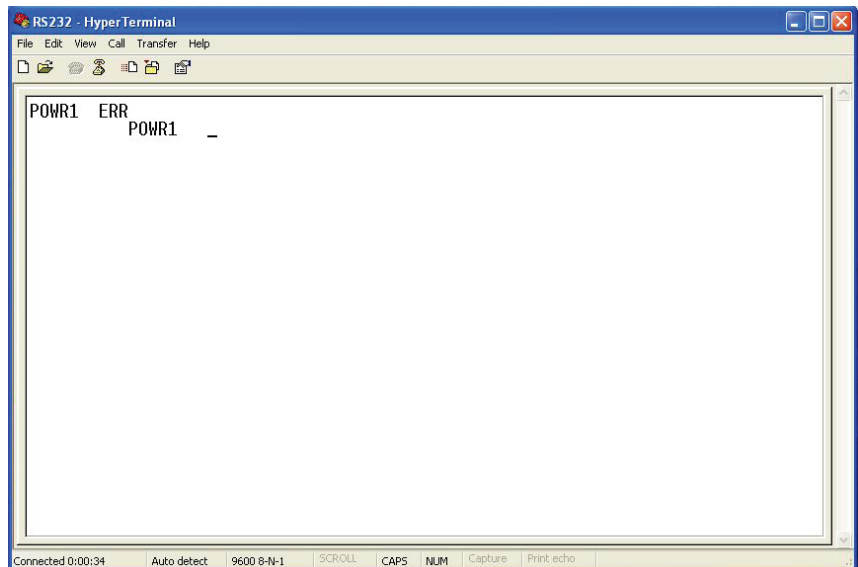 RS232 - HyperTerminal
File Edit View Call Transfer Help
POWR1 ERR
POWR1 _
Connected 0:00:34 Auto detect 9600 8-N-1 SCROLL CAPS NUM Capture Print echo